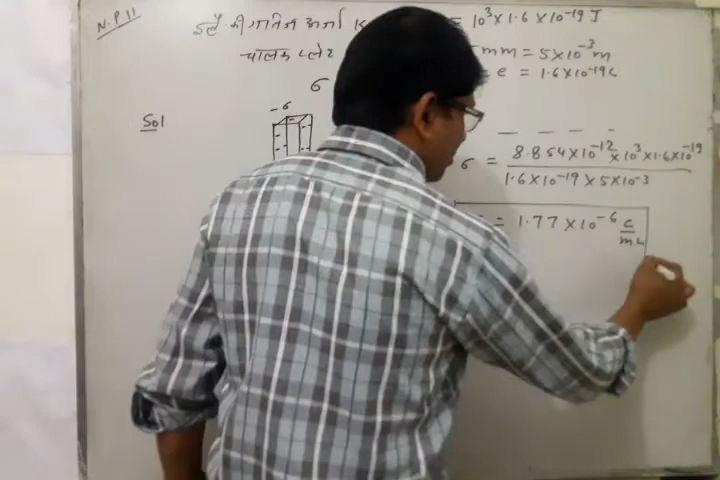 N.P 11
की गतिज ऊर्जा K = 10³ × 1.6 × 10⁻¹⁹ J
चालक प्लेट mm = 5 × 10⁻³ m
σ e = 1.6 × 10⁻¹⁹ C
Sol
-σ
σ = 8.854 × 10⁻¹² × 10³ × 1.6 × 10⁻¹⁹ / 1.6 × 10⁻¹⁹ × 5 × 10⁻³
= 1.77 × 10⁻⁶ C/m²